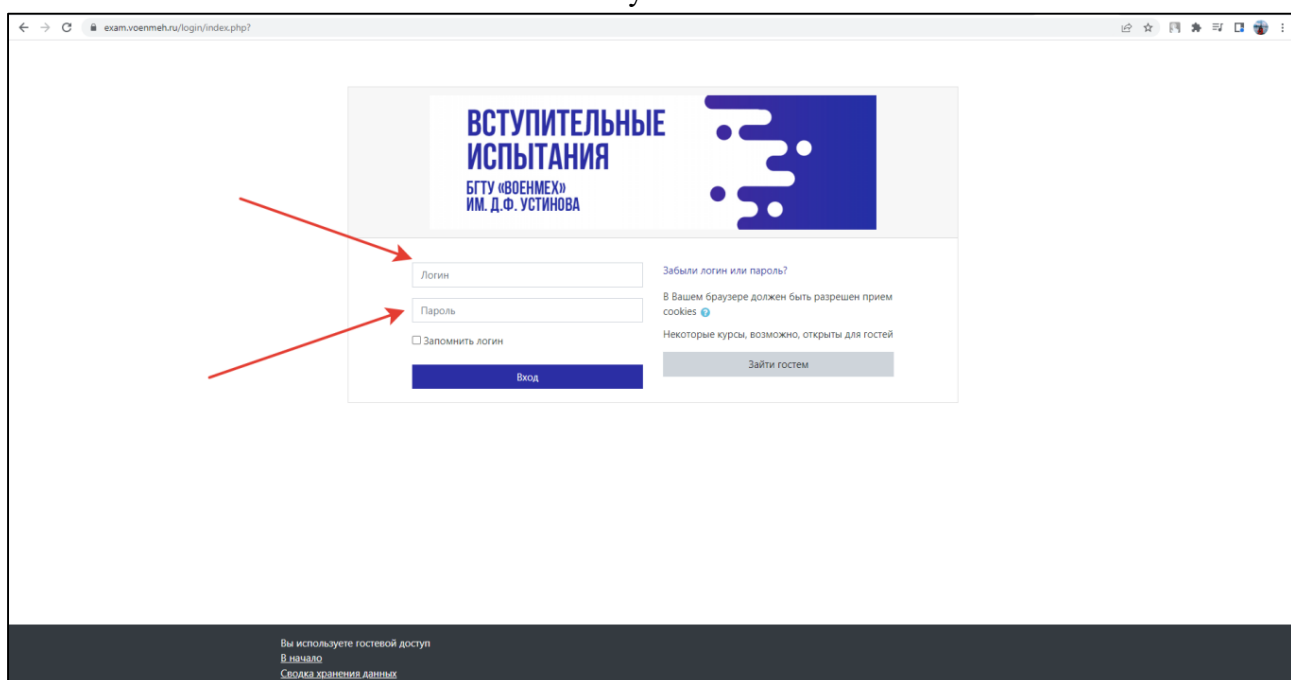 exam.voenmeh.ru/login/index.php?
ВСТУПИТЕЛЬНЫЕ
ИСПЫТАНИЯ
БГТУ «ВОЕНМЕХ»
ИМ. Д.Ф. УСТИНОВА
Логин
Пароль
Запомнить логин
Вход
Забыли логин или пароль?
В Вашем браузере должен быть разрешен прием
cookies
Некоторые курсы, возможно, открыты для гостей
Зайти гостем
Вы используете гостевой доступ
В начало
Сводка хранения данных